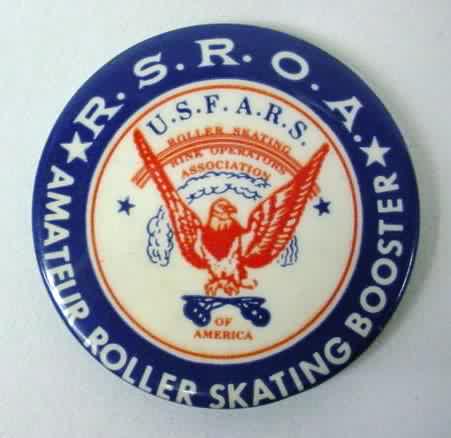 R.S.R.O.A.
U.S.F.A.R.S.
ROLLER SKATING
RINK OPERATORS
ASSOCIATION
OF
AMERICA
AMATEUR ROLLER SKATING BOOSTER